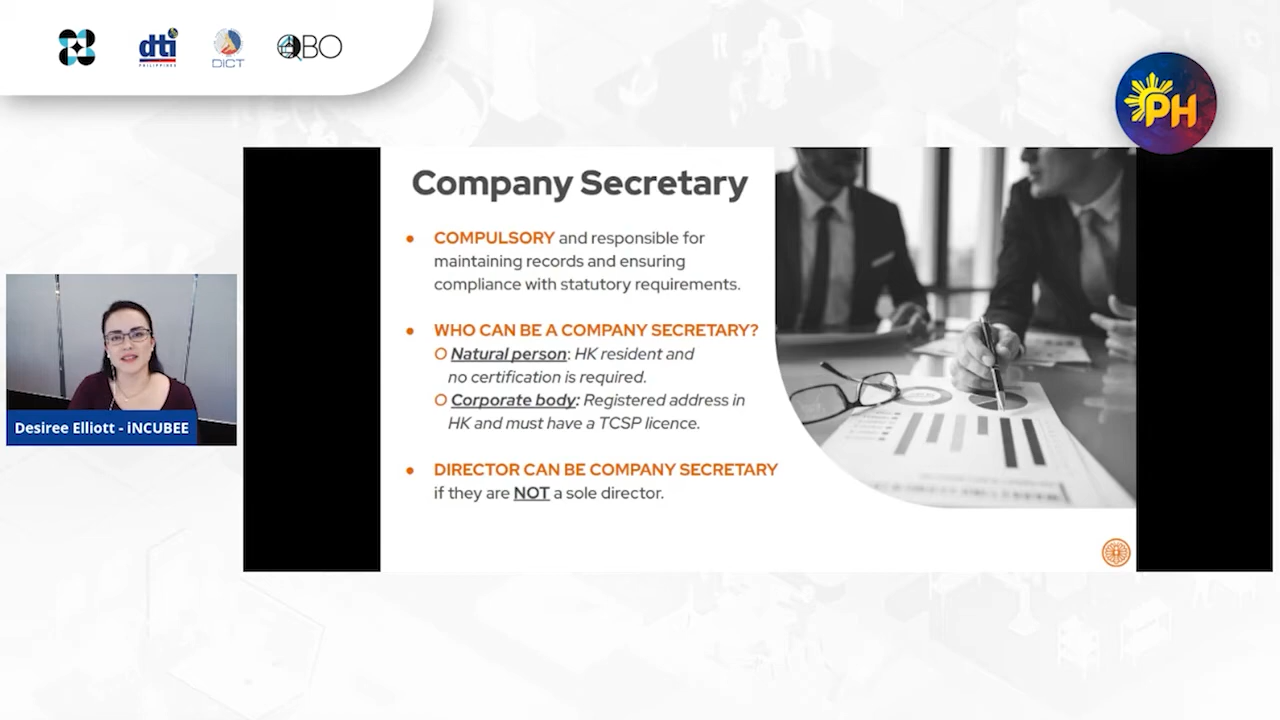 dti
PHILIPPINES
DICT
QBO
PH
Company Secretary
• COMPULSORY and responsible for
maintaining records and ensuring
compliance with statutory requirements.
• WHO CAN BE A COMPANY SECRETARY?
O Natural person: HK resident and
no certification is required.
O Corporate body: Registered address in
HK and must have a TCSP licence.
• DIRECTOR CAN BE COMPANY SECRETARY
if they are NOT a sole director.
Desiree Elliott - iNCUBEE